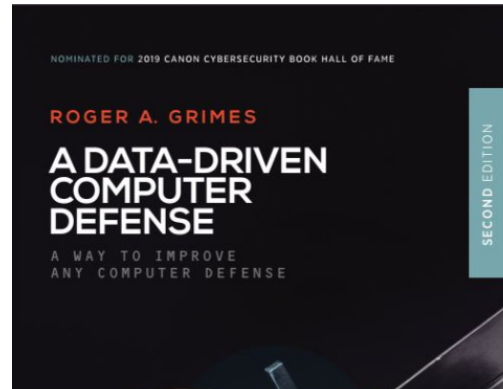 NOMINATED FOR 2019 CANON CYBERSECURITY BOOK HALL OF FAME
ROGER A. GRIMES
A DATA-DRIVEN
COMPUTER
DEFENSE
A WAY TO IMPROVE
ANY COMPUTER DEFENSE
SECOND EDITION